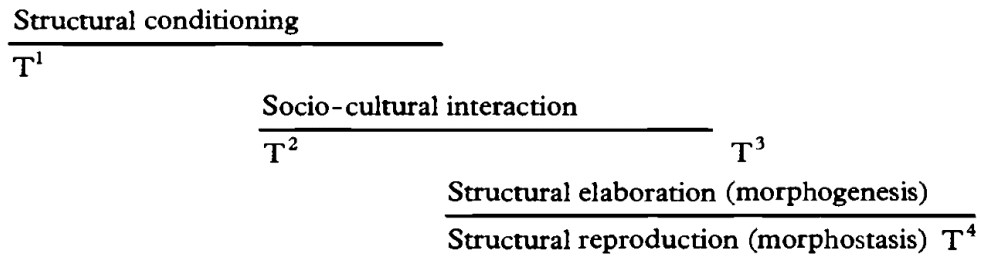 Structural conditioning
T¹
Socio-cultural interaction
T² T³
Structural elaboration (morphogenesis)
Structural reproduction (morphostasis) T⁴